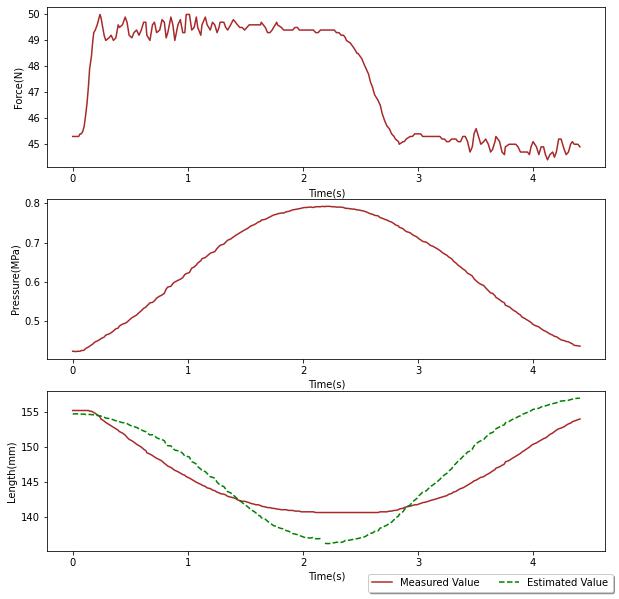 50
49
48
47
46
45
Force(N)
0 1 2 3 4
Time(s)
0.8
0.7
0.6
0.5
Pressure(MPa)
0 1 2 3 4
Time(s)
155
150
145
140
Length(mm)
0 1 2 3 4
Time(s)
Measured Value Estimated Value